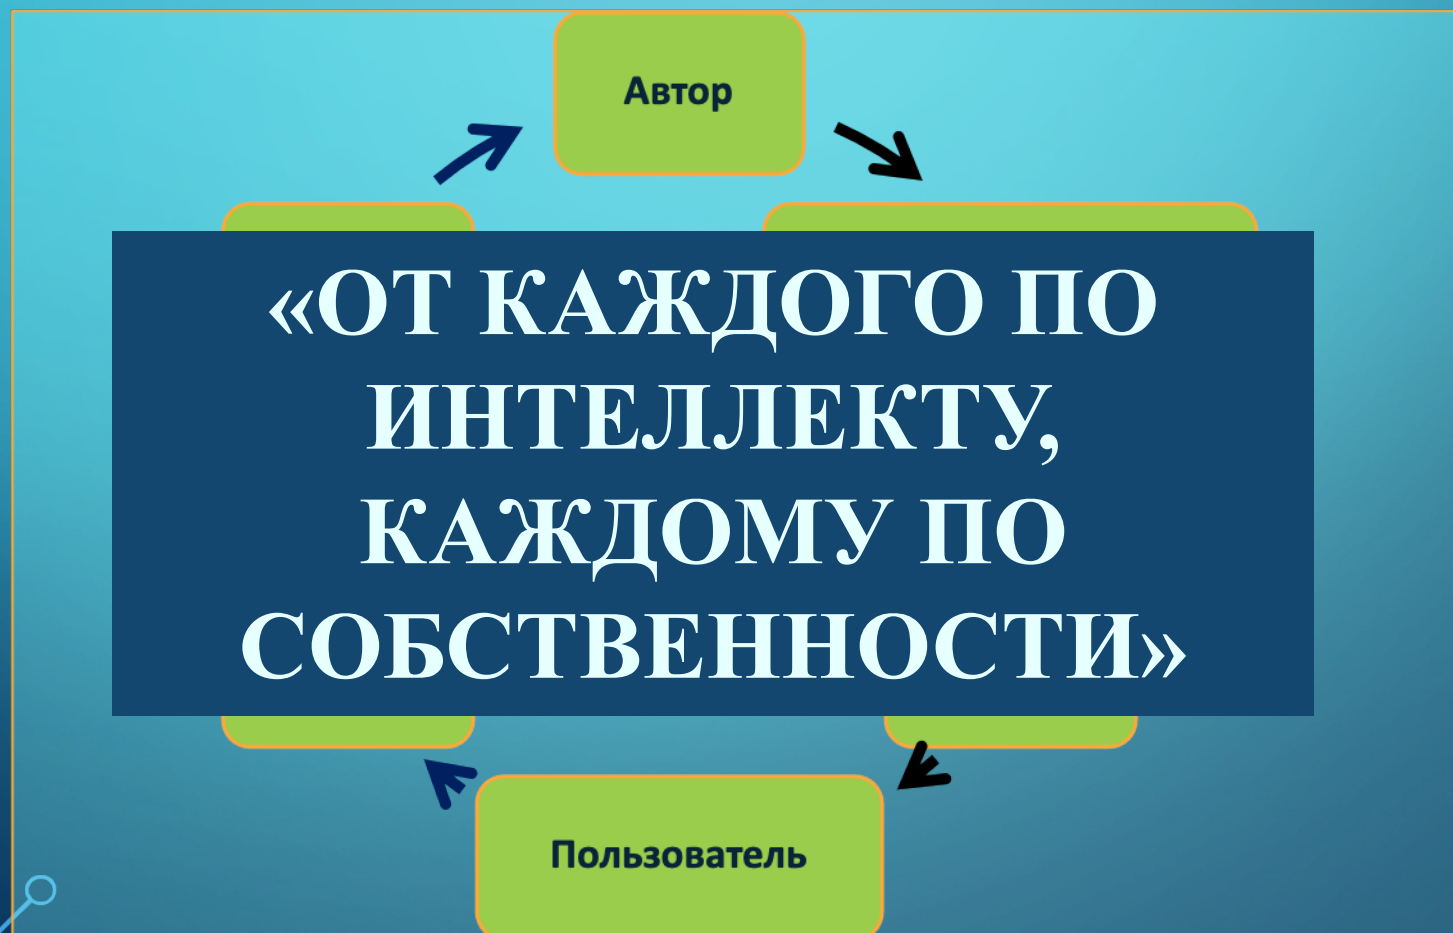 Автор
«ОТ КАЖДОГО ПО
ИНТЕЛЛЕКТУ,
КАЖДОМУ ПО
СОБСТВЕННОСТИ»
Пользователь